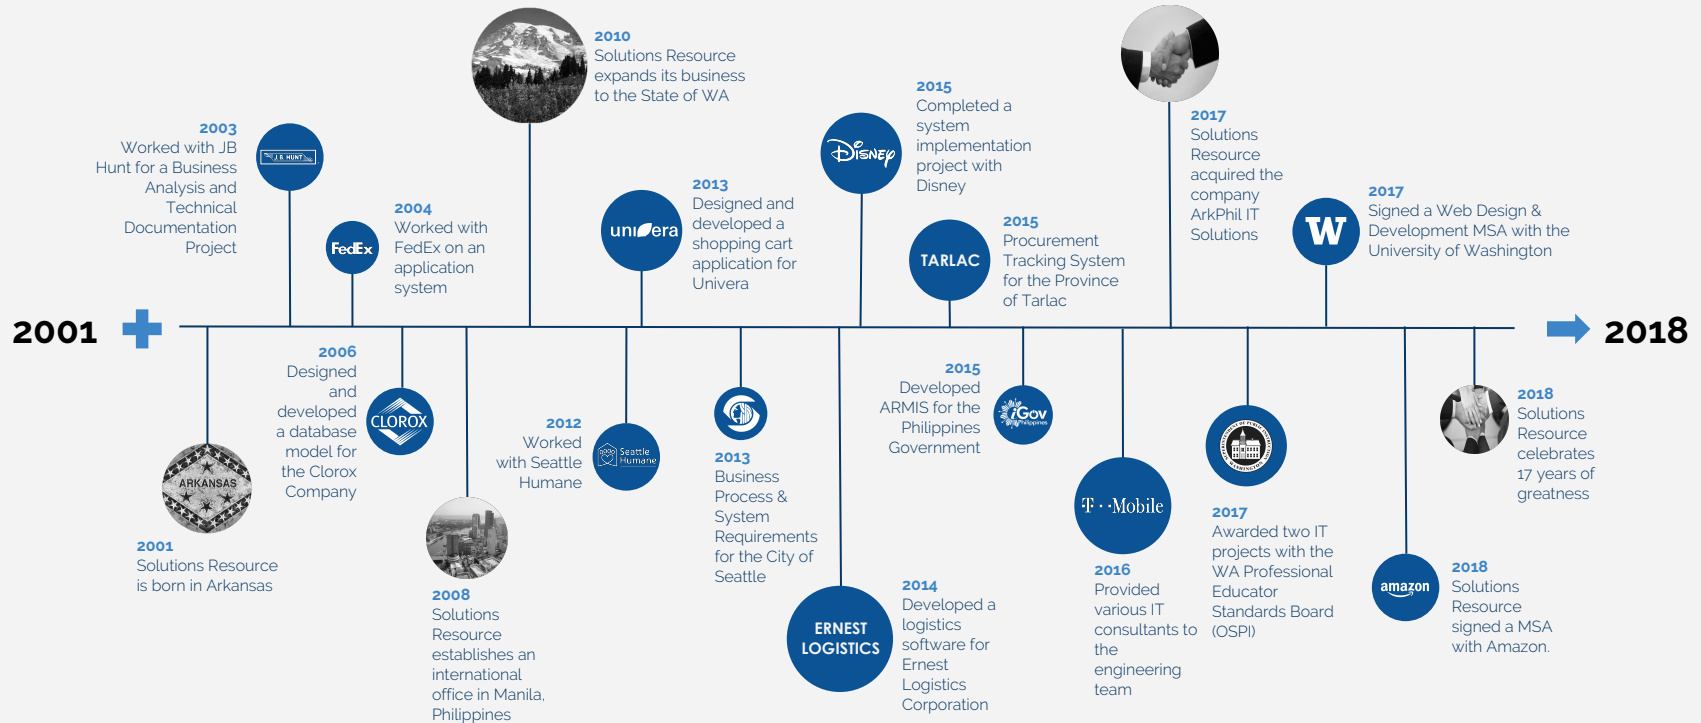 2001
2018
2001
Solutions Resource
is born in Arkansas
ARKANSAS
2003
Worked with JB
Hunt for a Business
Analysis and
Technical
Documentation
Project
J.B. HUNT
2004
Worked with
FedEx on an
application
system
FedEx
2006
Designed
and
developed
a database
model for
the Clorox
Company
CLOROX
2008
Solutions
Resource
establishes an
international
office in Manila,
Philippines
2010
Solutions Resource
expands its business
to the State of WA
2012
Worked
with Seattle
Humane
Seattle
Humane
2013
Designed and
developed a
shopping cart
application for
Univera
univera
2013
Business
Process &
System
Requirements
for the City of
Seattle
2014
Developed a
logistics
software for
Ernest
Logistics
Corporation
ERNEST
LOGISTICS
2015
Completed a
system
implementation
project with
Disney
Disney
2015
Procurement
Tracking System
for the Province
of Tarlac
TARLAC
2015
Developed
ARMIS for the
Philippines
Government
iGov
Philippines
2016
Provided
various IT
consultants to
the
engineering
team
T··Mobile
2017
Solutions
Resource
acquired the
company
ArkPhil IT
Solutions
2017
Awarded two IT
projects with the
WA Professional
Educator
Standards Board
(OSPI)
2017
Signed a Web Design &
Development MSA with the
University of Washington
W
2018
Solutions
Resource
signed a MSA
with Amazon.
amazon
2018
Solutions
Resource
celebrates
17 years of
greatness